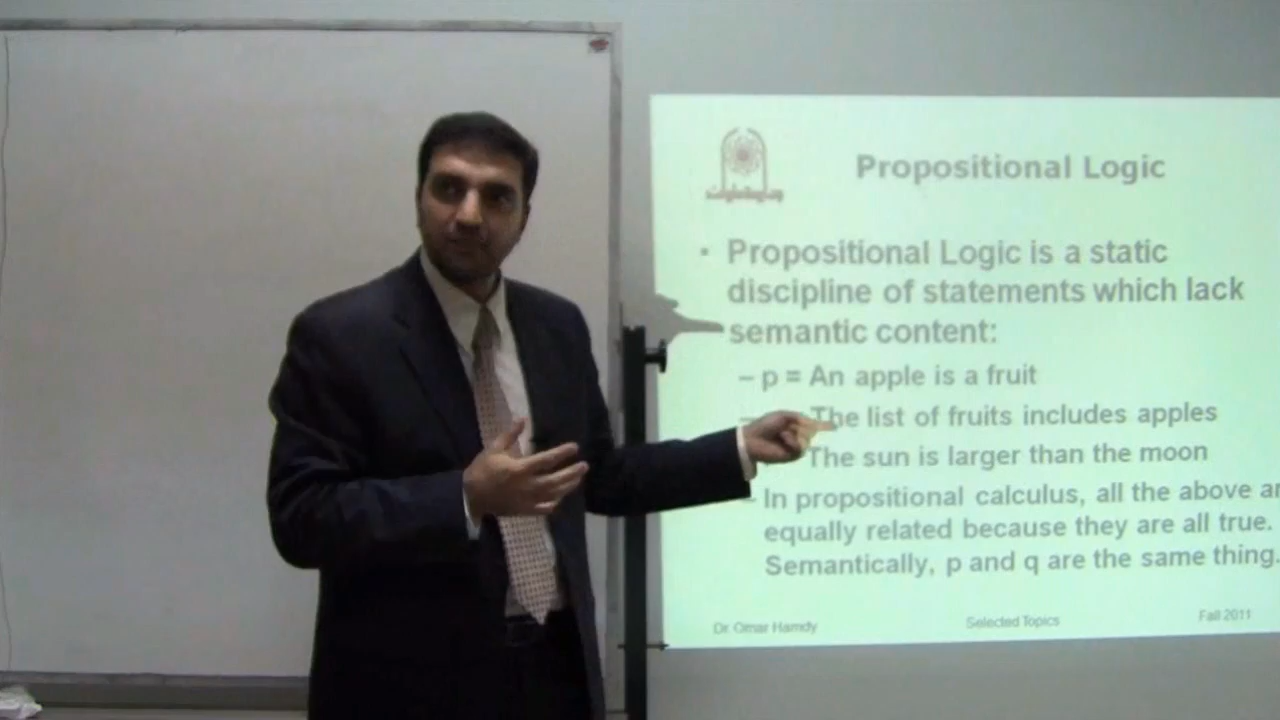 Propositional Logic
• Propositional Logic is a static
discipline of statements which lack
semantic content:
– p = An apple is a fruit
– The list of fruits includes apples
The sun is larger than the moon
– In propositional calculus, all the above
equally related because they are all true.
Semantically, p and q are the same thing.
Dr. Omar Hamdy
Selected Topics
Fall 2011